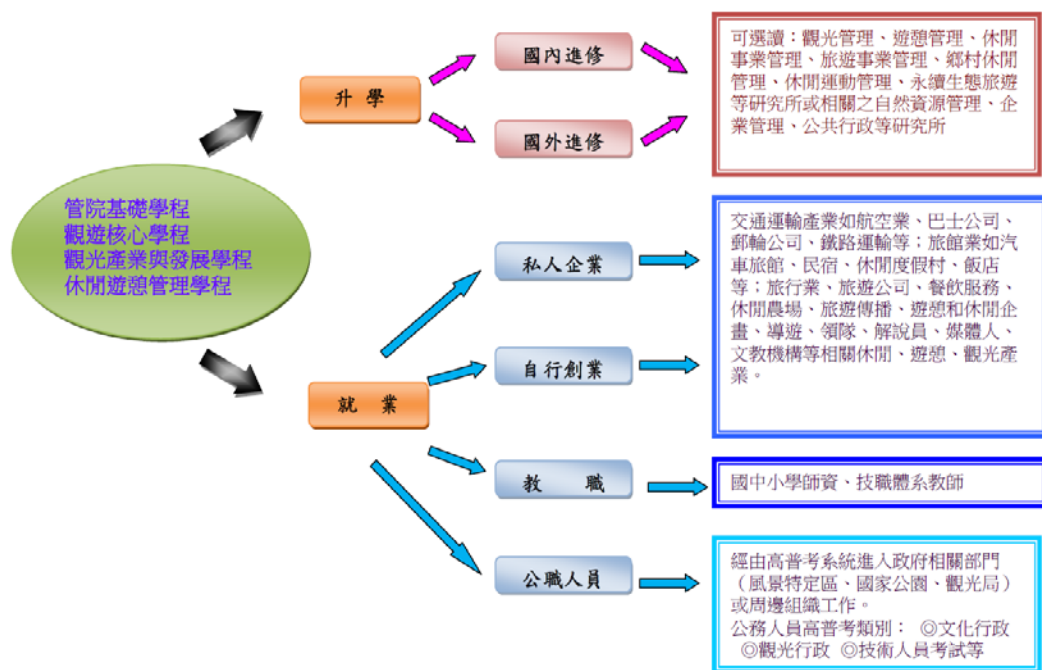 管院基礎學程
觀遊核心學程
觀光產業與發展學程
休閒遊憩管理學程
升 學
國內進修
國外進修
可選讀：觀光管理、遊憩管理、休閒
事業管理、旅遊事業管理、鄉村休閒
管理、休閒運動管理、永續生態旅遊
等研究所或相關之自然資源管理、企
業管理、公共行政等研究所
就 業
私人企業
自行創業
交通運輸產業如航空業、巴士公司、
郵輪公司、鐵路運輸等；旅館業如汽
車旅館、民宿、休閒度假村、飯店
等；旅行業、旅遊公司、餐飲服務、
休閒農場、旅遊傳播、遊憩和休閒企
畫、導遊、領隊、解說員、媒體人、
文教機構等相關休閒、遊憩、觀光產
業。
教 職
國中小學師資、技職體系教師
公職人員
經由高普考系統進入政府相關部門
（風景特定區、國家公園、觀光局）
或周邊組織工作。
公務人員高普考類別： ◎文化行政
◎觀光行政 ◎技術人員考試等